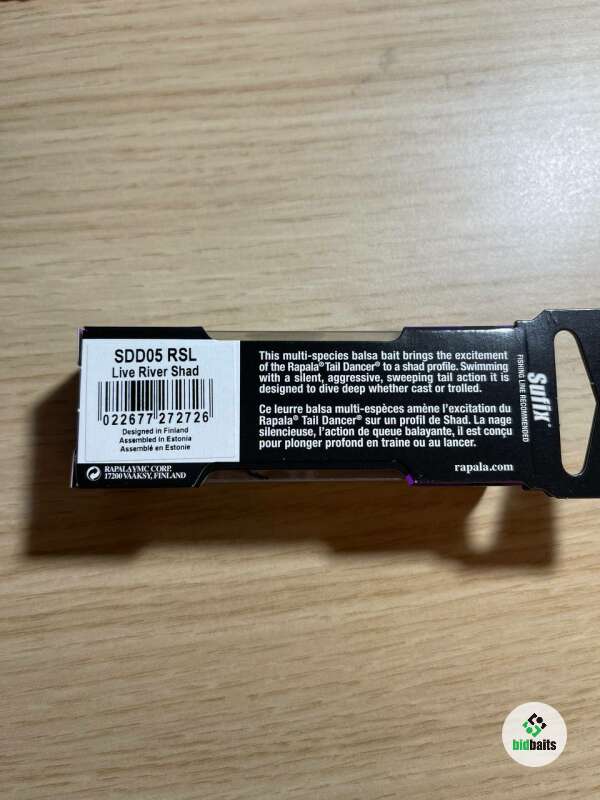 SDD05 RSL
Live River Shad
022677 272726
Designed in Finland
Assembled in Estonia
Assemblé en Estonie
RAPALA VMC CORP.
17200 VÄÄKSY, FINLAND
This multi-species balsa bait brings the excitement
of the Rapala® Tail Dancer® to a shad profile. Swimming
with a silent, aggressive, sweeping tail action it is
designed to dive deep whether cast or trolled.
Ce leurre balsa multi-espèces amène l'excitation du
Rapala® Tail Dancer® sur un profil de Shad. La nage
silencieuse, l'action de queue balayante, il est conçu
pour plonger profond en traine ou au lancer.
rapala.com
Sufix®
FISHING LINE RECOMMENDED
bidbaits